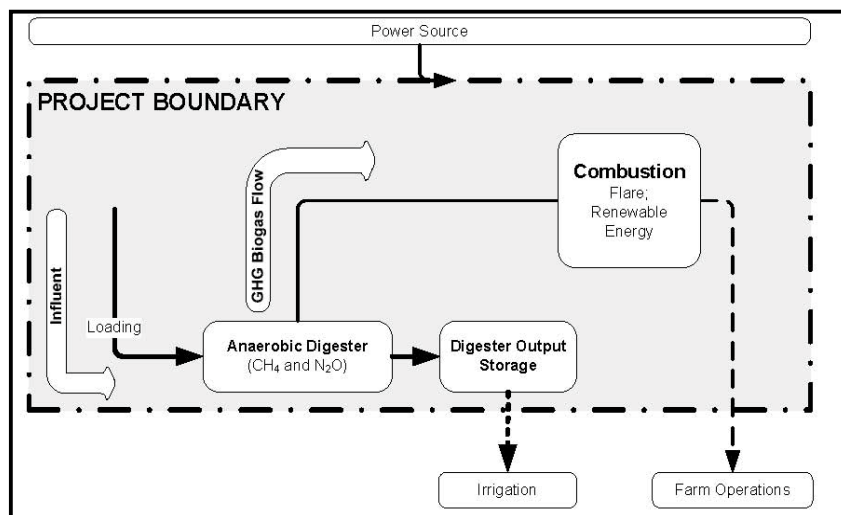 Power Source
PROJECT BOUNDARY
GHG Biogas Flow
Combustion
Flare;
Renewable
Energy
Influent
Loading
Anaerobic Digester
(CH₄ and N₂O)
Digester Output
Storage
Irrigation
Farm Operations